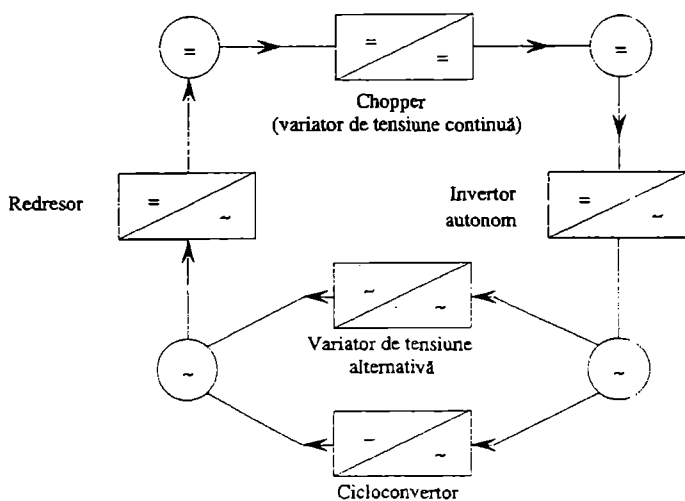 = = = =
Chopper
(variator de tensiune continuă)
Redresor
= ~
Invertor
autonom
= ~
~ ~
Variator de tensiune
alternativă
~ ~
~ ~
Cicloconvertor